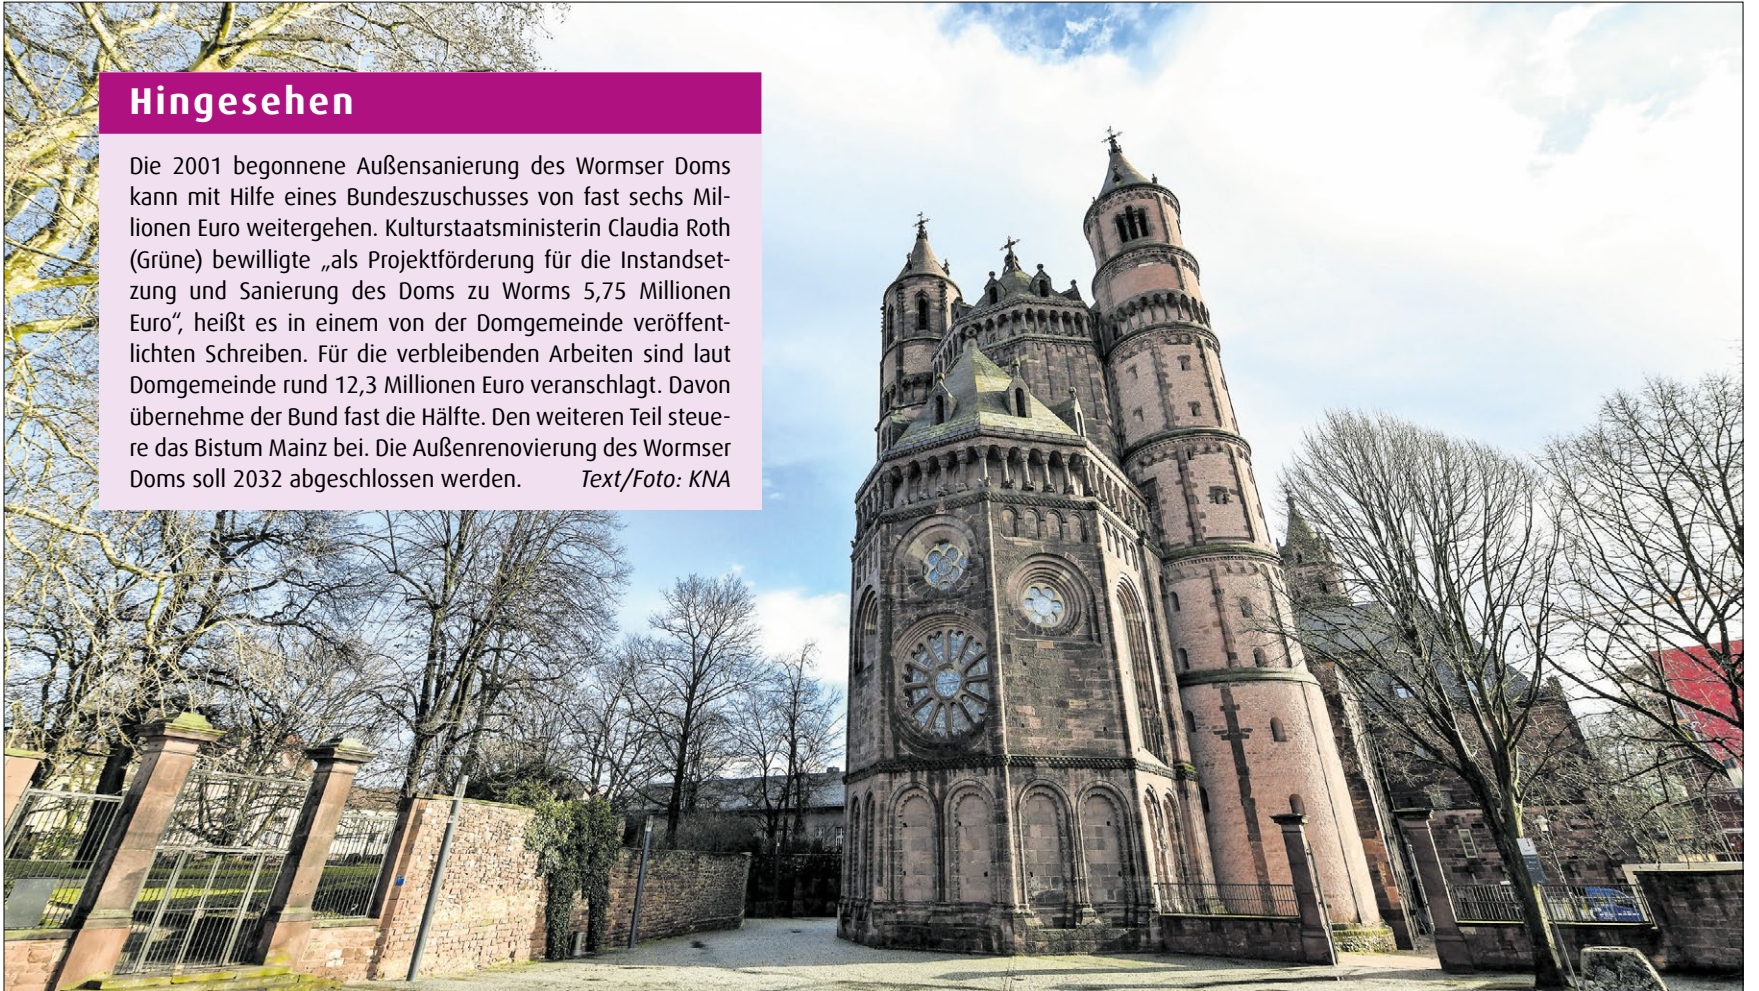 Hingesehen
Die 2001 begonnene Außensanierung des Wormser Doms
kann mit Hilfe eines Bundeszuschusses von fast sechs Mil-
lionen Euro weitergehen. Kulturstaatsministerin Claudia Roth
(Grüne) bewilligte „als Projektförderung für die Instandset-
zung und Sanierung des Doms zu Worms 5,75 Millionen
Euro“, heißt es in einem von der Domgemeinde veröffent-
lichten Schreiben. Für die verbleibenden Arbeiten sind laut
Domgemeinde rund 12,3 Millionen Euro veranschlagt. Davon
übernehme der Bund fast die Hälfte. Den weiteren Teil steue-
re das Bistum Mainz bei. Die Außenrenovierung des Wormser
Doms soll 2032 abgeschlossen werden. Text/Foto: KNA